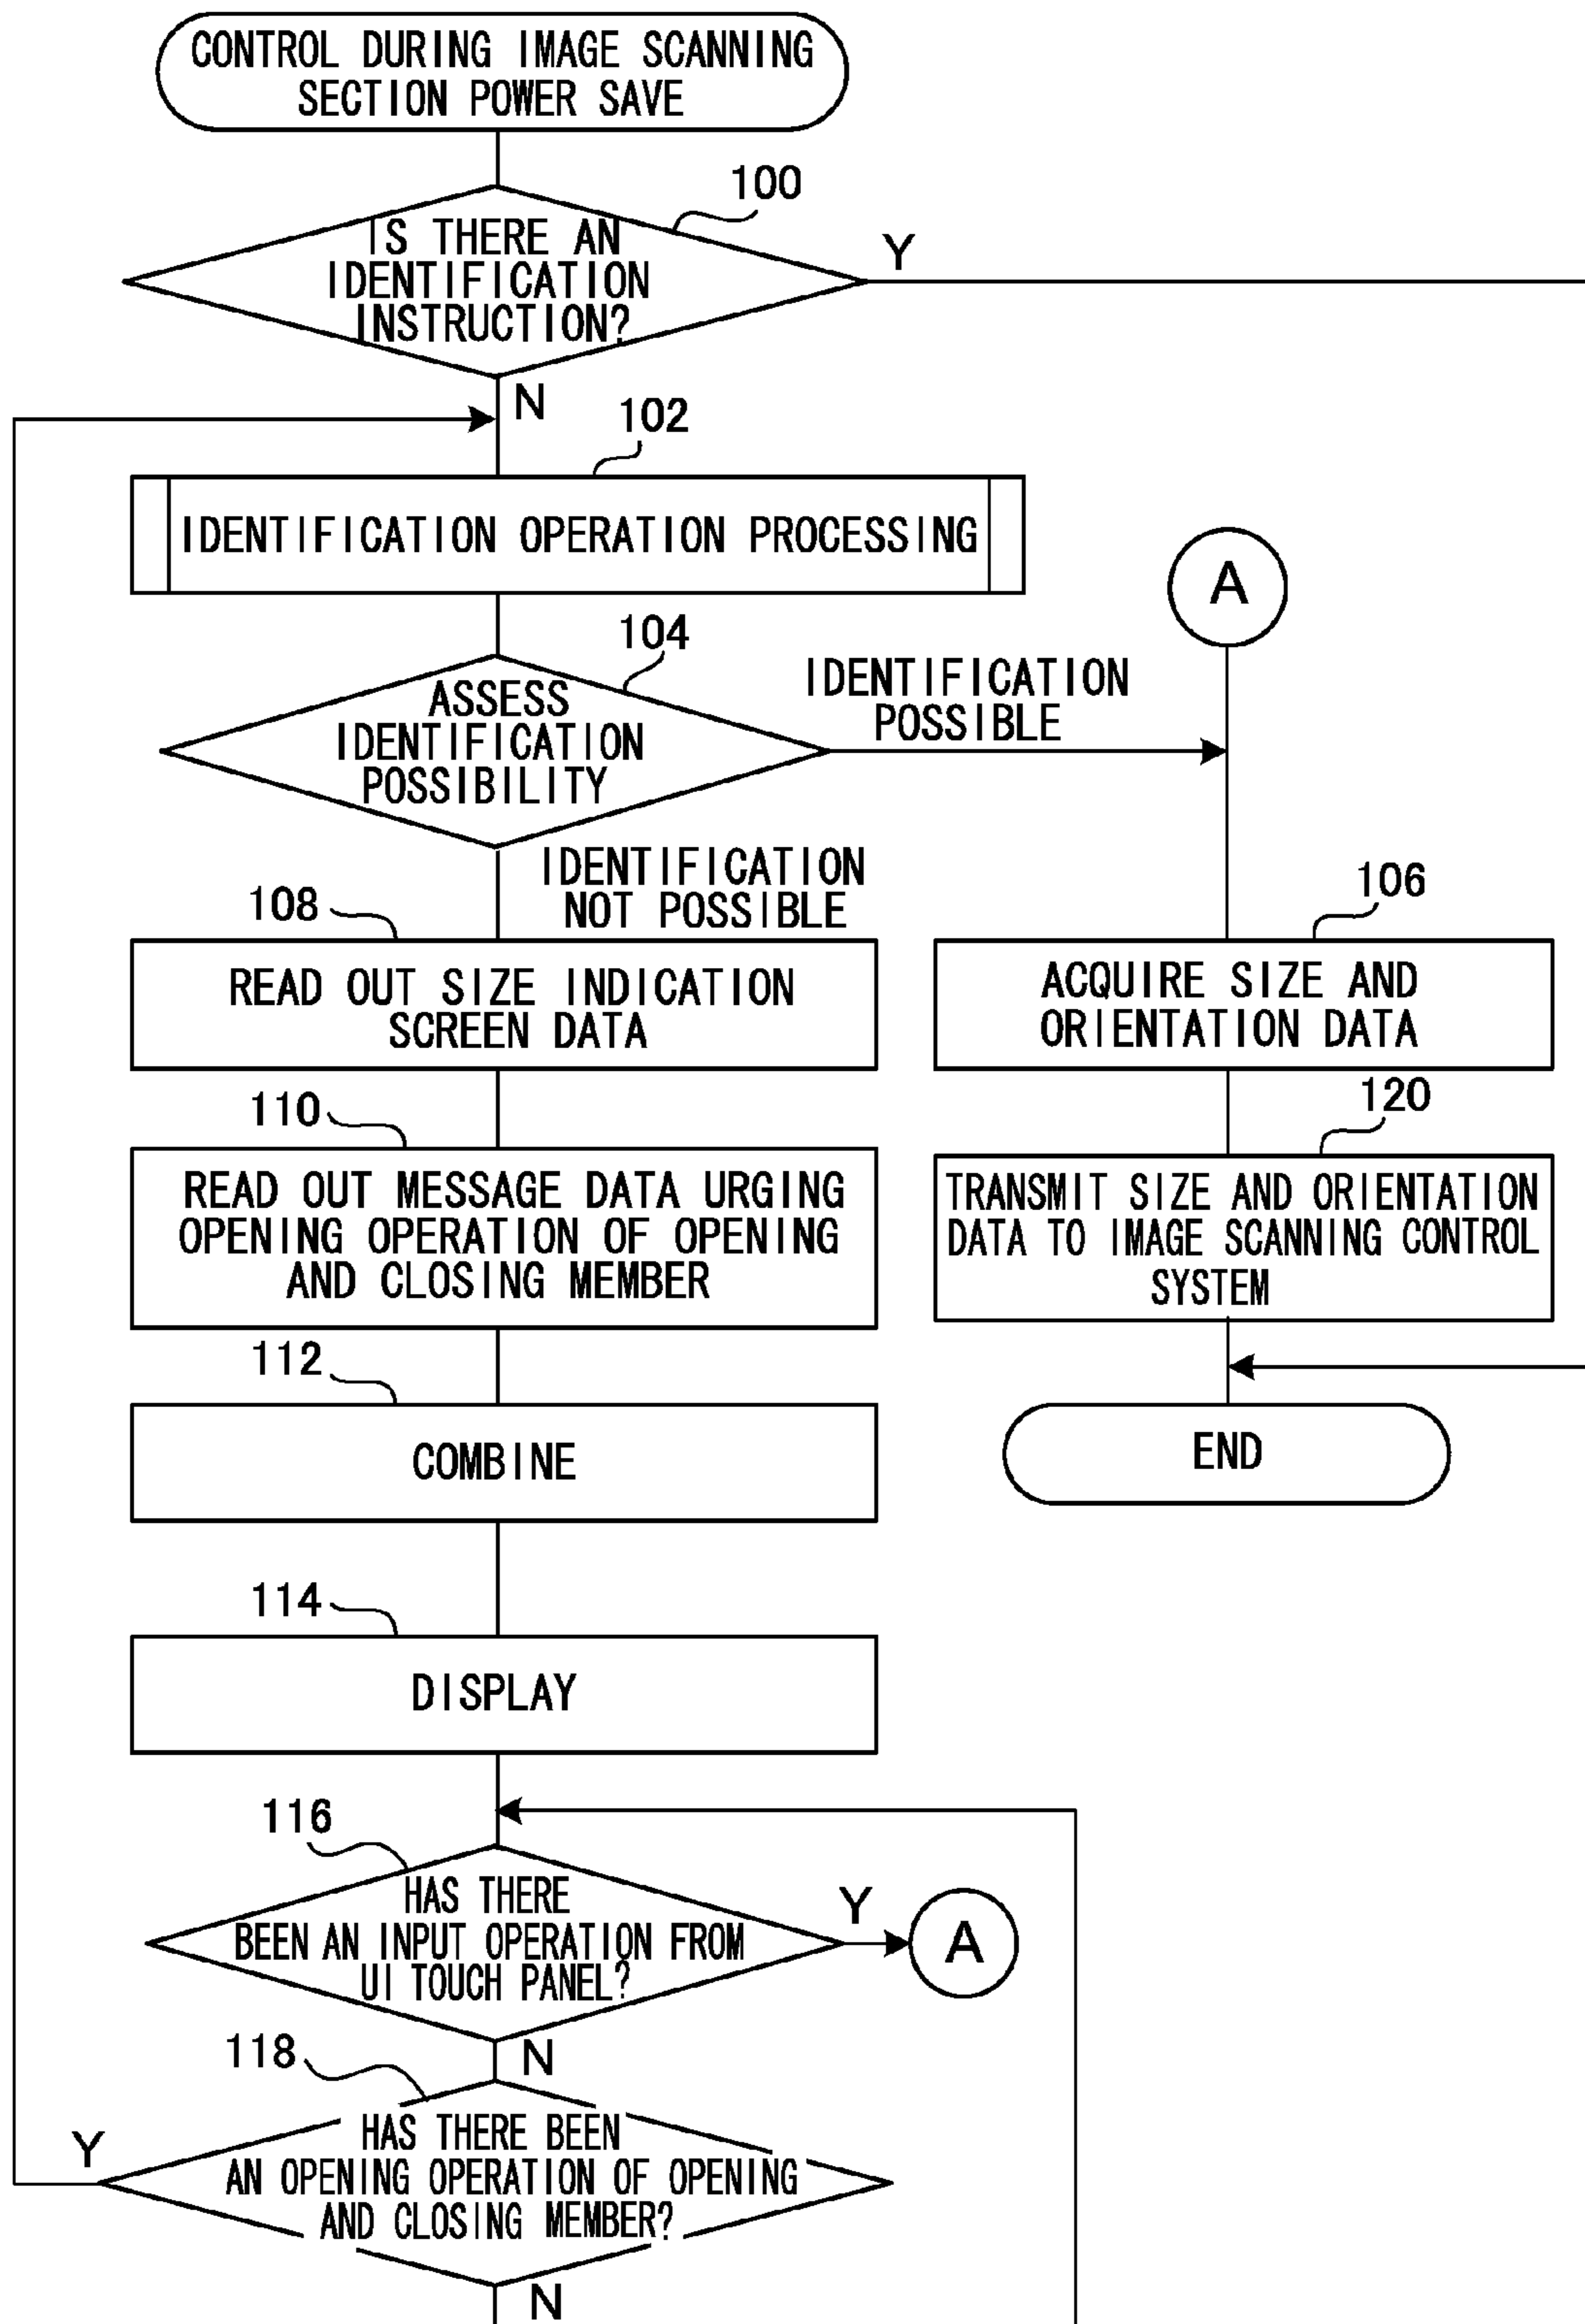 CONTROL DURING IMAGE SCANNING
SECTION POWER SAVE
100
IS THERE AN
IDENTIFICATION
INSTRUCTION?
Y
N
102
IDENTIFICATION OPERATION PROCESSING
A
104
ASSESS
IDENTIFICATION
POSSIBILITY
IDENTIFICATION
POSSIBLE
IDENTIFICATION
NOT POSSIBLE
108
READ OUT SIZE INDICATION
SCREEN DATA
106
ACQUIRE SIZE AND
ORIENTATION DATA
110
READ OUT MESSAGE DATA URGING
OPENING OPERATION OF OPENING
AND CLOSING MEMBER
120
TRANSMIT SIZE AND ORIENTATION
DATA TO IMAGE SCANNING CONTROL
SYSTEM
112
COMBINE
END
114
DISPLAY
116
HAS THERE
BEEN AN INPUT OPERATION FROM
UI TOUCH PANEL?
Y
A
N
118
HAS THERE BEEN
AN OPENING OPERATION OF OPENING
AND CLOSING MEMBER?
Y
N